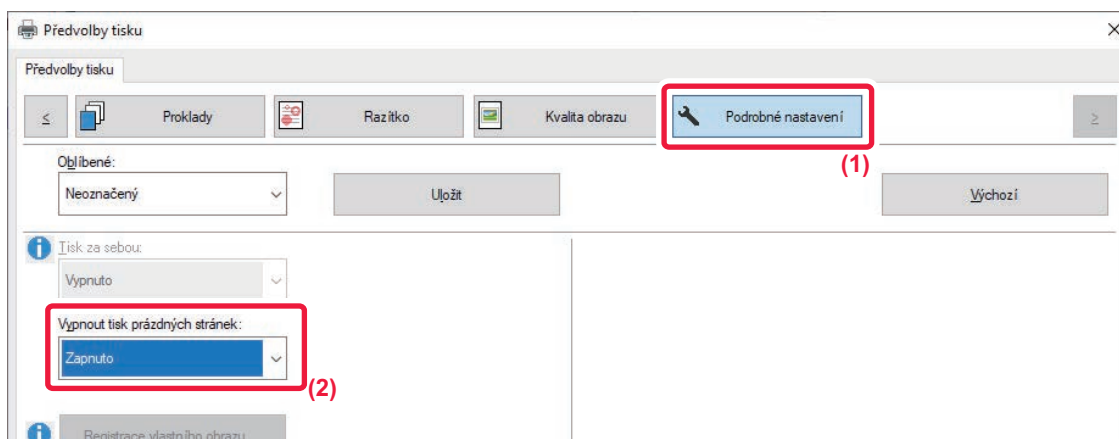 Předvolby tisku
Předvolby tisku
< Proklady Razítko Kvalita obrazu Podrobné nastavení >
(1)
Oblíbené:
Neoznačený Uložit Výchozí
Tisk za sebou:
Vypnuto
Vypnout tisk prázdných stránek:
Zapnuto
(2)
Registrace vlastního obrazu